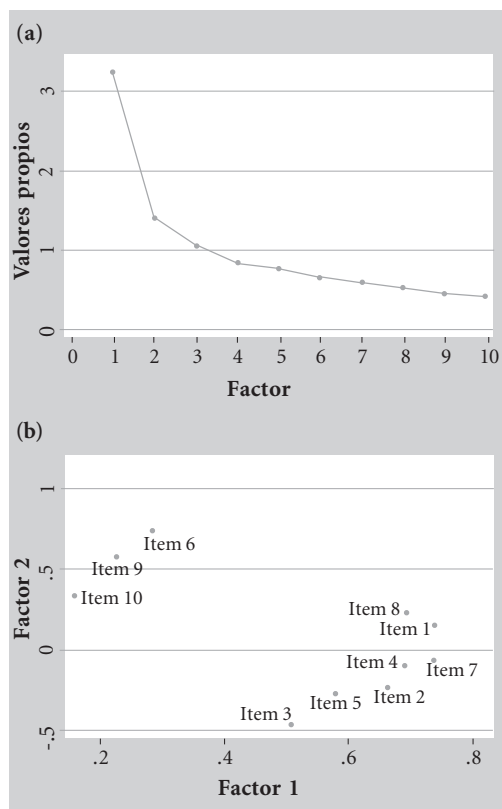 (a)
3
2
1
0
Valores propios
0 1 2 3 4 5 6 7 8 9 10
Factor
(b)
1
.5
0
-.5
Factor 2
Item 6
Item 9
Item 10
Item 8
Item 1
Item 4
Item 7
Item 2
Item 5
Item 3
.2 .4 .6 .8
Factor 1